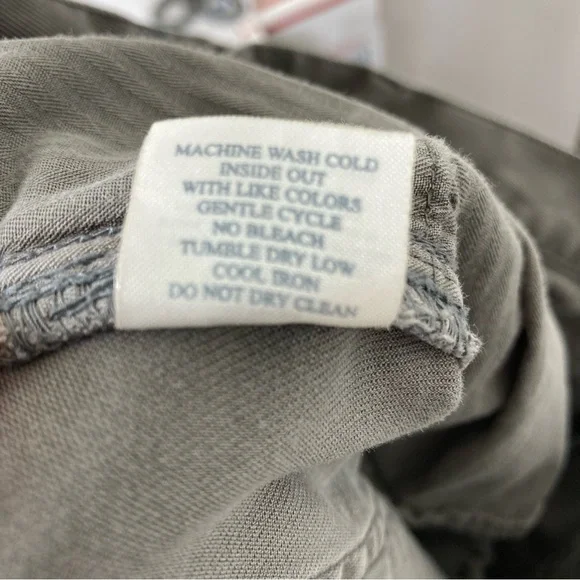 MACHINE WASH COLD
INSIDE OUT
WITH LIKE COLORS
GENTLE CYCLE
NO BLEACH
TUMBLE DRY LOW
COOL IRON
DO NOT DRY CLEAN